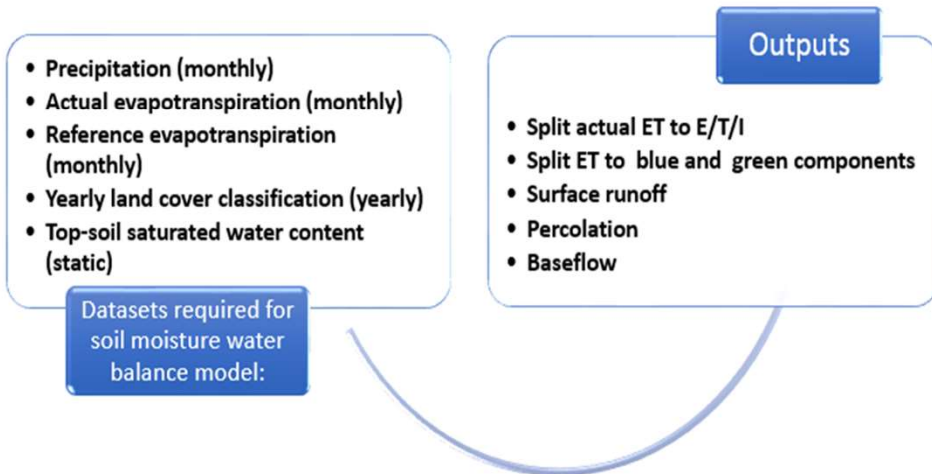 • Precipitation (monthly)
• Actual evapotranspiration (monthly)
• Reference evapotranspiration
(monthly)
• Yearly land cover classification (yearly)
• Top-soil saturated water content
(static)
Datasets required for
soil moisture water
balance model:
Outputs
• Split actual ET to E/T/I
• Split ET to blue and green components
• Surface runoff
• Percolation
• Baseflow